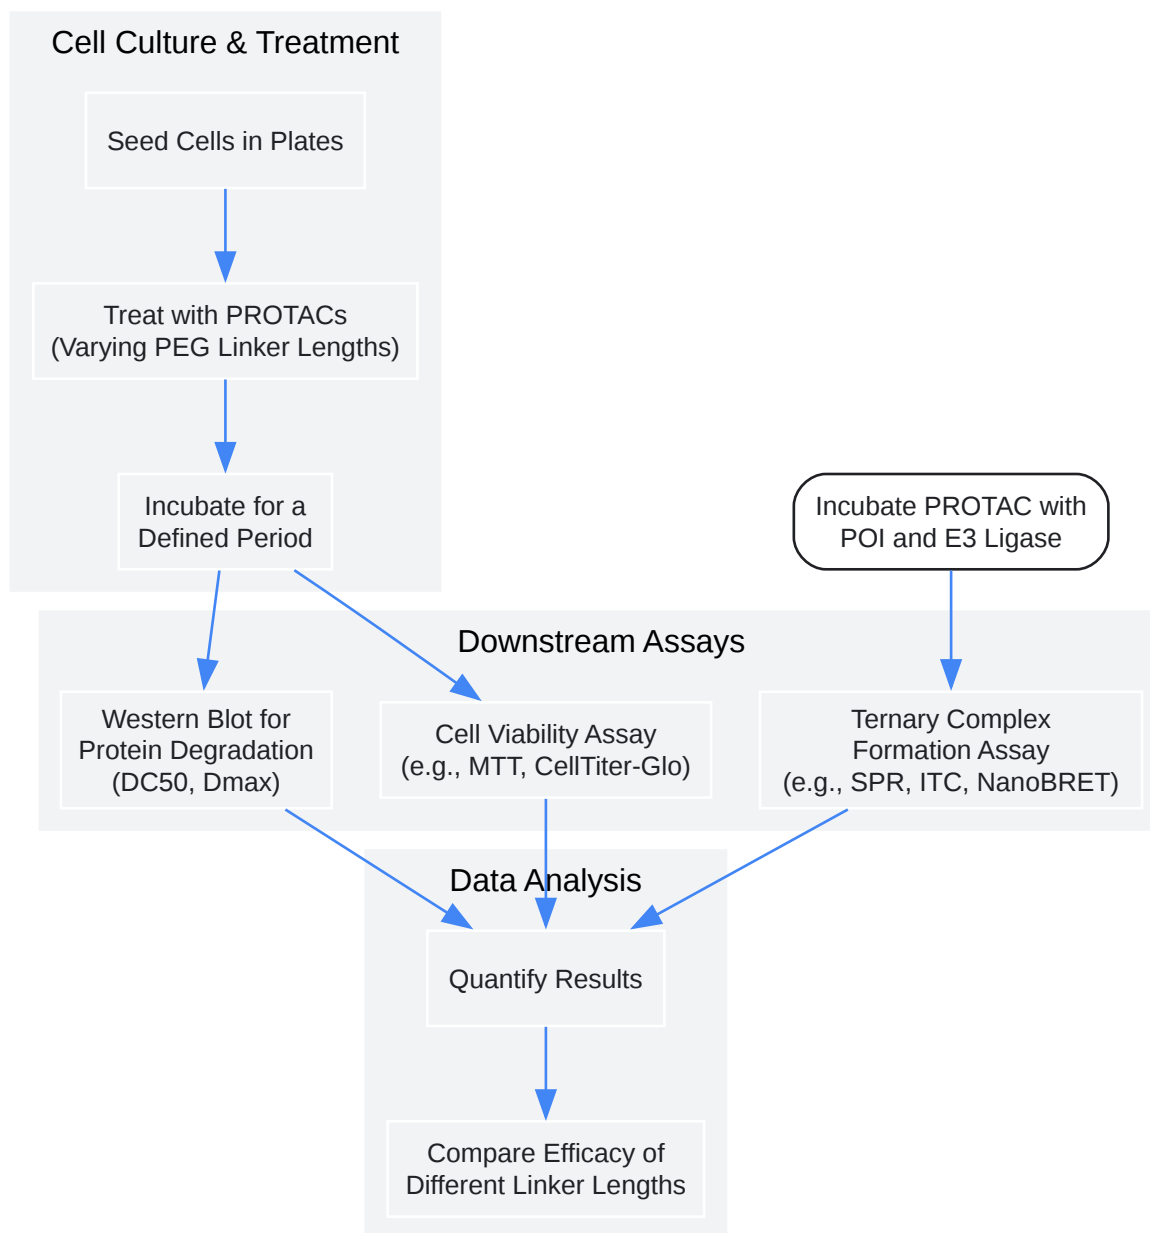 Cell Culture & Treatment
Seed Cells in Plates
Treat with PROTACs
(Varying PEG Linker Lengths)
Incubate for a
Defined Period
Incubate PROTAC with
POI and E3 Ligase
Downstream Assays
Western Blot for
Protein Degradation
(DC50, Dmax)
Cell Viability Assay
(e.g., MTT, CellTiter-Glo)
Ternary Complex
Formation Assay
(e.g., SPR, ITC, NanoBRET)
Data Analysis
Quantify Results
Compare Efficacy of
Different Linker Lengths